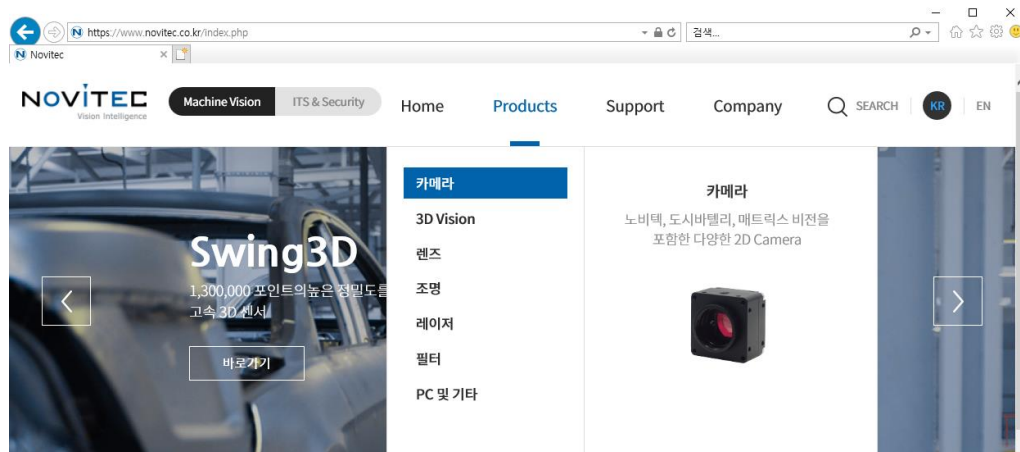 https://www.novitec.co.kr/index.php
검색...
Novitec
NOVITEC
Vision Intelligence
Machine Vision
ITS & Security
Home
Products
Support
Company
SEARCH
KR
EN
Swing3D
1,300,000 포인트의높은 정밀도를
고속 3D 센서
바로가기
카메라
3D Vision
렌즈
조명
레이저
필터
PC 및 기타
카메라
노비텍, 도시바텔리, 매트릭스 비전을
포함한 다양한 2D Camera